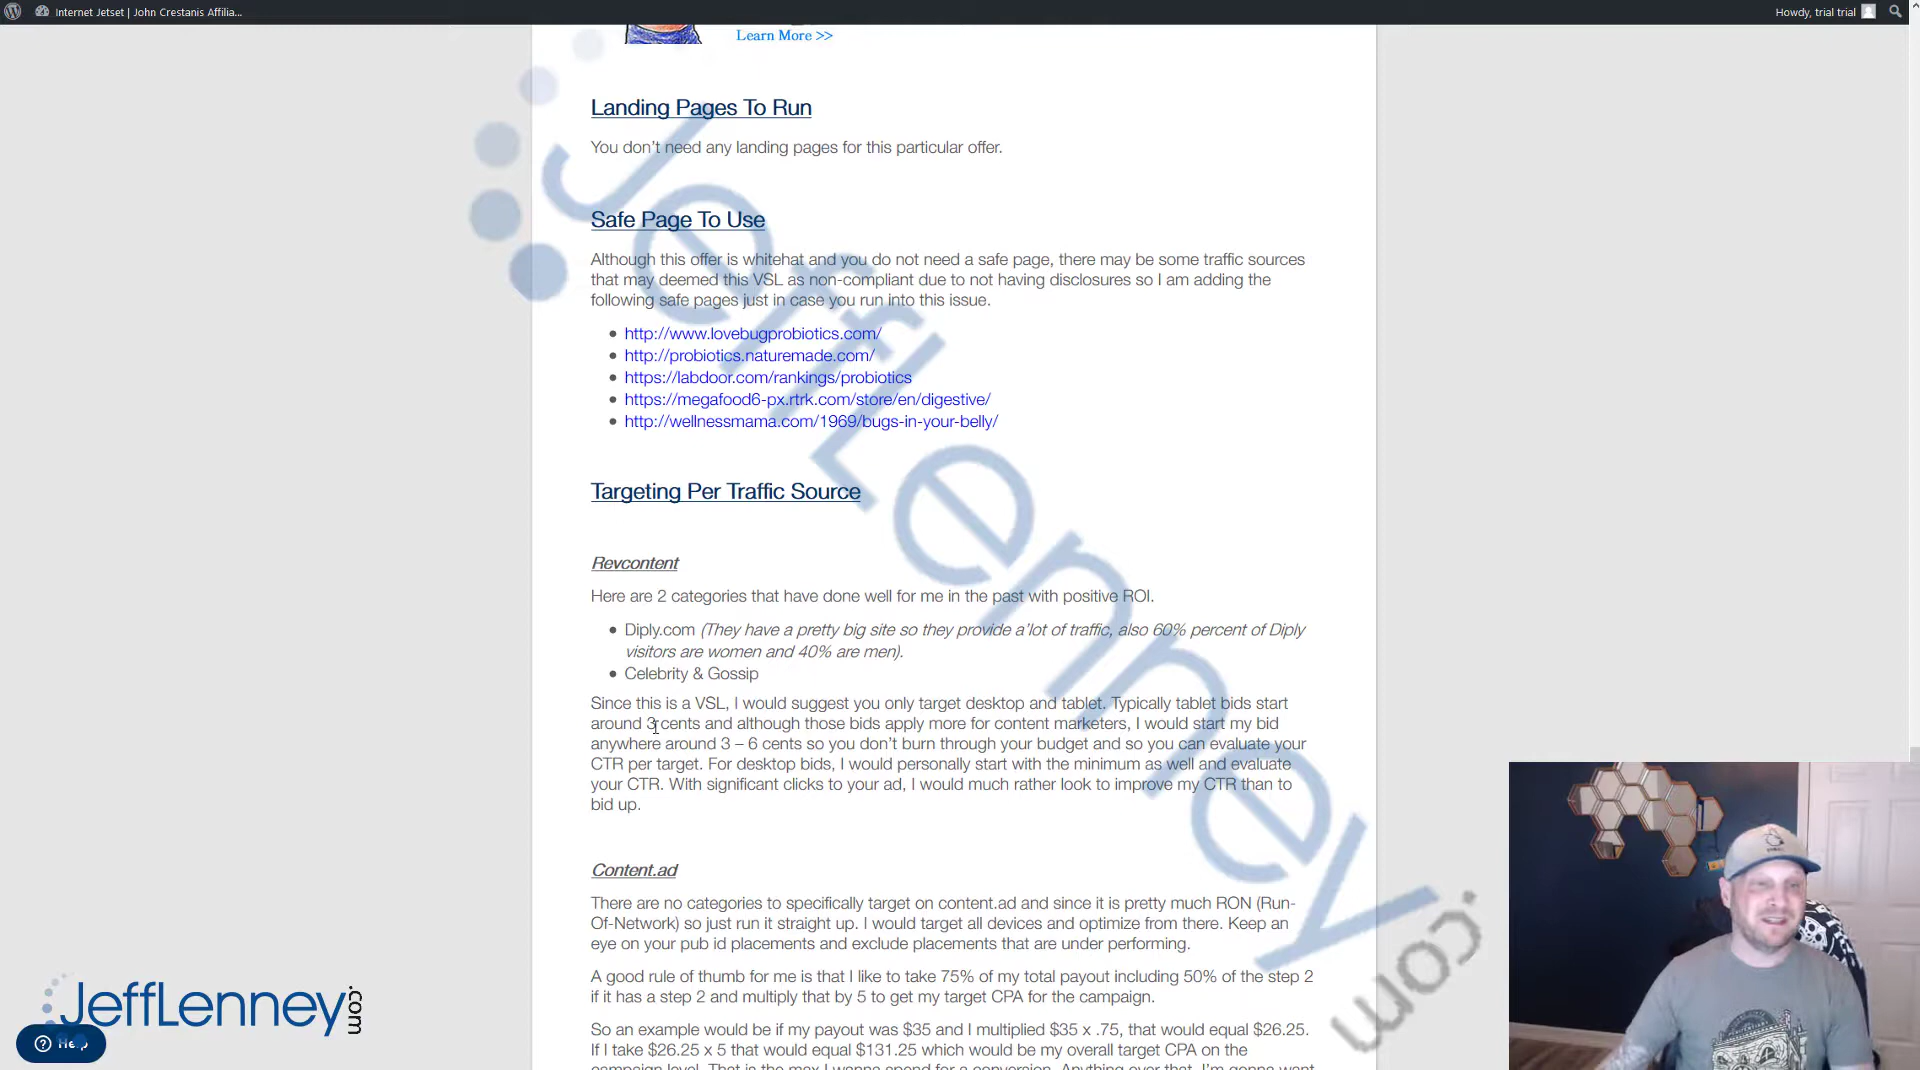 Internet Jetset | John Crestanis Affilia...
Howdy, trial trial
Learn More >>
Landing Pages To Run
You don't need any landing pages for this particular offer.
Safe Page To Use
Although this offer is whitehat and you do not need a safe page, there may be some traffic sources
that may deemed this VSL as non-compliant due to not having disclosures so I am adding the
following safe pages just in case you run into this issue.
http://www.lovebugprobiotics.com/
http://probiotics.naturemade.com/
https://labdoor.com/rankings/probiotics
https://megafood6-px.rtrk.com/store/en/digestive/
http://wellnessmama.com/1969/bugs-in-your-belly/
Targeting Per Traffic Source
Revcontent
Here are 2 categories that have done well for me in the past with positive ROI.
Diply.com (They have a pretty big site so they provide a'lot of traffic, also 60% percent of Diply
visitors are women and 40% are men).
Celebrity & Gossip
Since this is a VSL, I would suggest you only target desktop and tablet. Typically tablet bids start
around 3 cents and although those bids apply more for content marketers, I would start my bid
anywhere around 3 – 6 cents so you don't burn through your budget and so you can evaluate your
CTR per target. For desktop bids, I would personally start with the minimum as well and evaluate
your CTR. With significant clicks to your ad, I would much rather look to improve my CTR than to
bid up.
Content.ad
There are no categories to specifically target on content.ad and since it is pretty much RON (Run-
Of-Network) so just run it straight up. I would target all devices and optimize from there. Keep an
eye on your pub id placements and exclude placements that are under performing.
A good rule of thumb for me is that I like to take 75% of my total payout including 50% of the step 2
if it has a step 2 and multiply that by 5 to get my target CPA for the campaign.
So an example would be if my payout was $35 and I multiplied $35 x .75, that would equal $26.25.
If I take $26.25 x 5 that would equal $131.25 which would be my overall target CPA on the
campaign level. That is the max I wanna spend for a conversion. Anything over that, I'm gonna want
JeffLenney.com
JeffLenney.com
Help